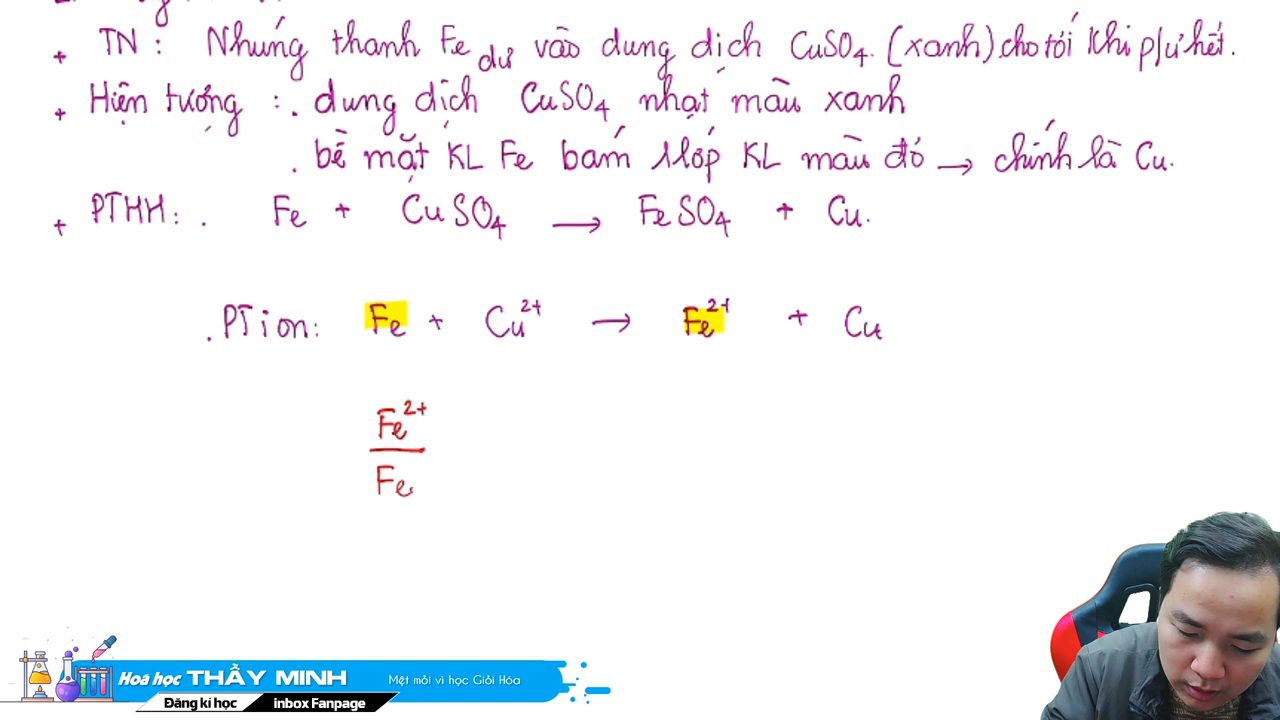 + TN : Nhúng thanh Fe dư vào dung dịch CuSO4 (xanh) cho tới khi p/ư hết.
+ Hiện tượng : . dung dịch CuSO4 nhạt màu xanh
. bề mặt KL Fe bám 1 lớp KL màu đỏ → chính là Cu.
+ PTHH : . Fe + CuSO4 → FeSO4 + Cu.
. PT ion : Fe + Cu2+ → Fe2+ + Cu
Fe2+
Fe
Hoá học THẦY MINH
Mệt mỏi vì học Giỏi Hóa
Đăng kí học inbox Fanpage